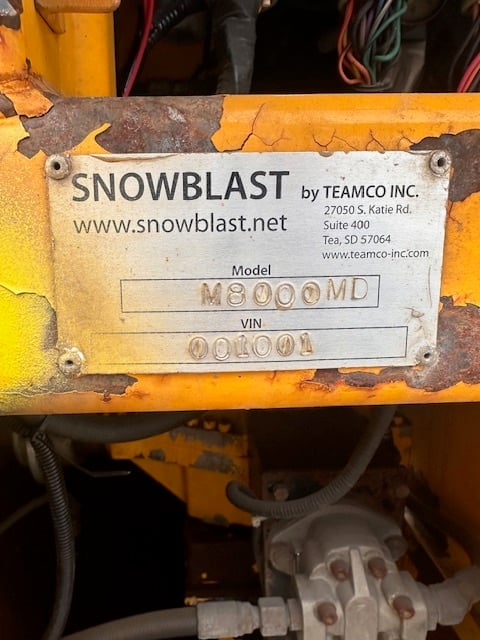 SNOWBLAST by TEAMCO INC.
www.snowblast.net
27050 S. Katie Rd.
Suite 400
Tea, SD 57064
www.teamco-inc.com
Model
M8000MD
VIN
001001